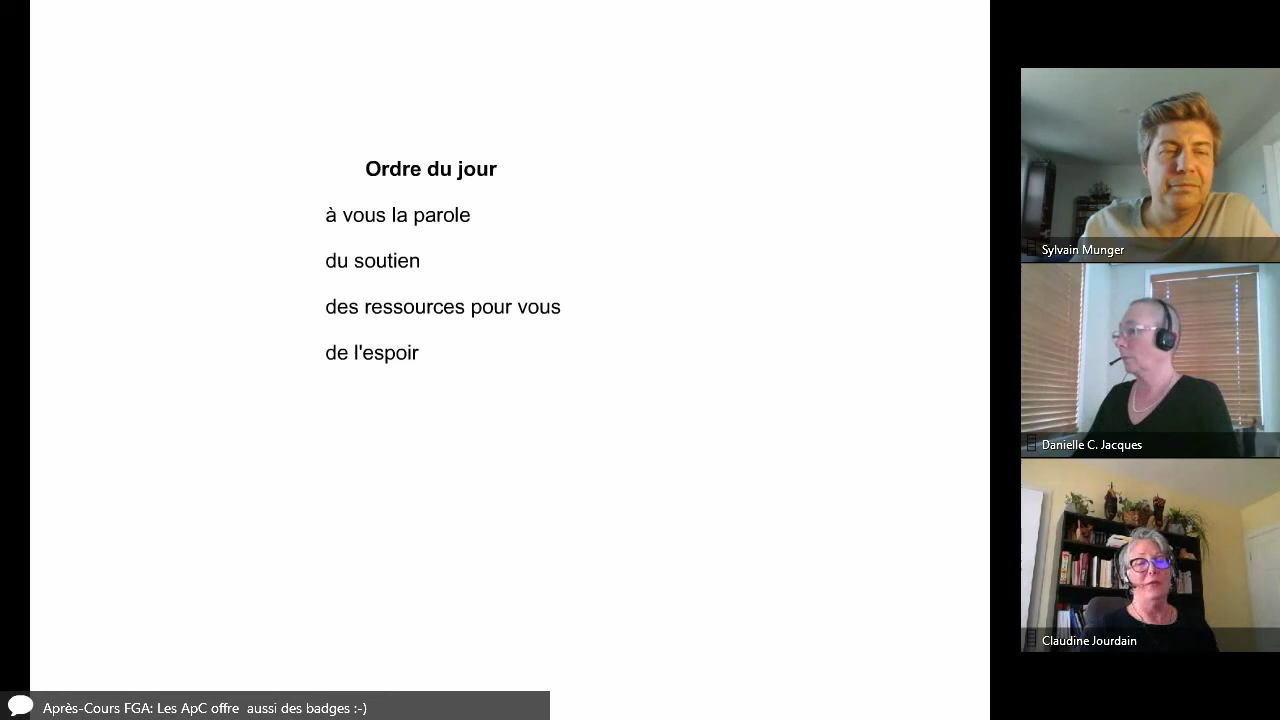 Ordre du jour
à vous la parole
du soutien
des ressources pour vous
de l'espoir
Sylvain Munger
Danielle C. Jacques
Claudine Jourdain
Après-Cours FGA: Les ApC offre aussi des badges :-)